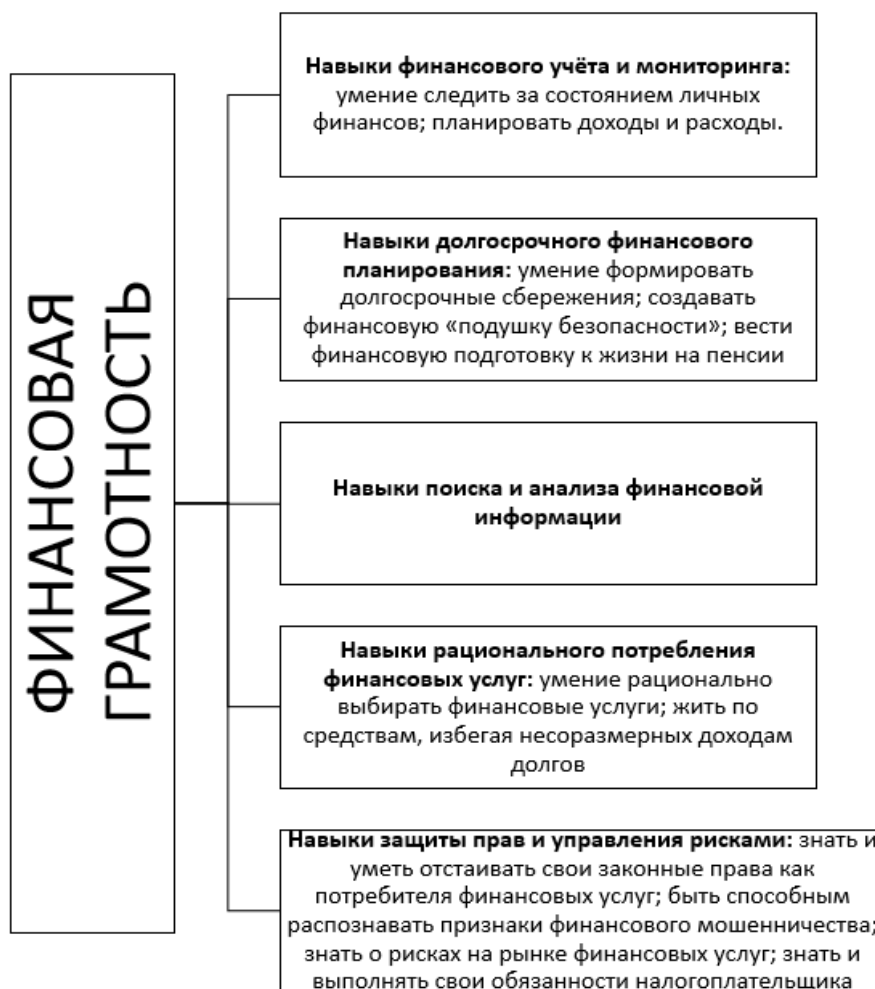 ФИНАНСОВАЯ
ГРАМОТНОСТЬ
Навыки финансового учёта и мониторинга:
умение следить за состоянием личных
финансов; планировать доходы и расходы.
Навыки долгосрочного финансового
планирования: умение формировать
долгосрочные сбережения; создавать
финансовую «подушку безопасности»; вести
финансовую подготовку к жизни на пенсии
Навыки поиска и анализа финансовой
информации
Навыки рационального потребления
финансовых услуг: умение рационально
выбирать финансовые услуги; жить по
средствам, избегая несоразмерных доходам
долгов
Навыки защиты прав и управления рисками: знать и
уметь отстаивать свои законные права как
потребителя финансовых услуг; быть способным
распознавать признаки финансового мошенничества;
знать о рисках на рынке финансовых услуг; знать и
выполнять свои обязанности налогоплательщика